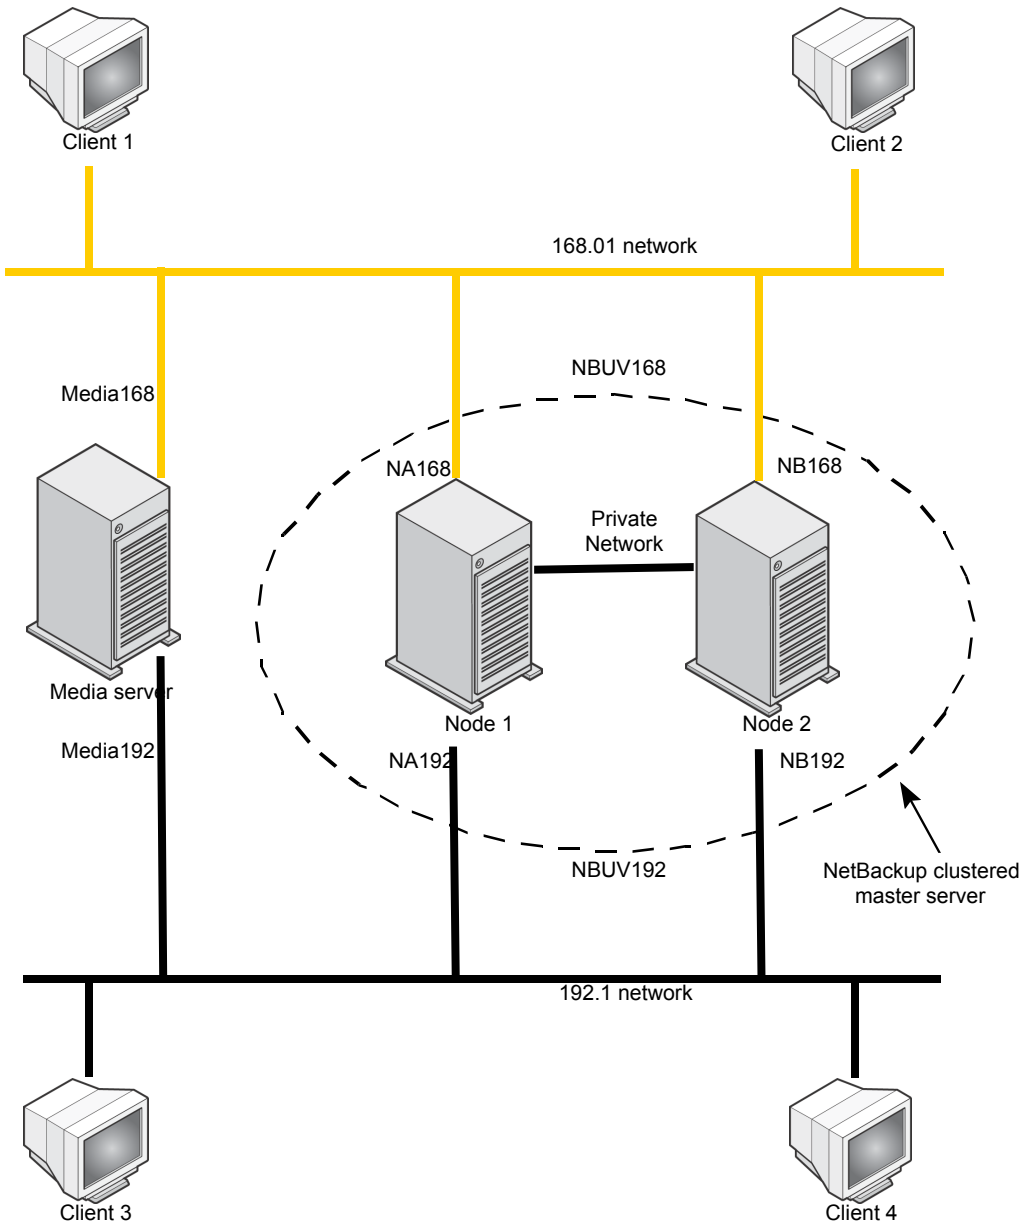 Client 1
Client 2
168.01 network
NBUV168
Media168
NA168
NB168
Private
Network
Media server
Node 1
Node 2
Media192
NA192
NB192
NBUV192
NetBackup clustered
master server
192.1 network
Client 3
Client 4